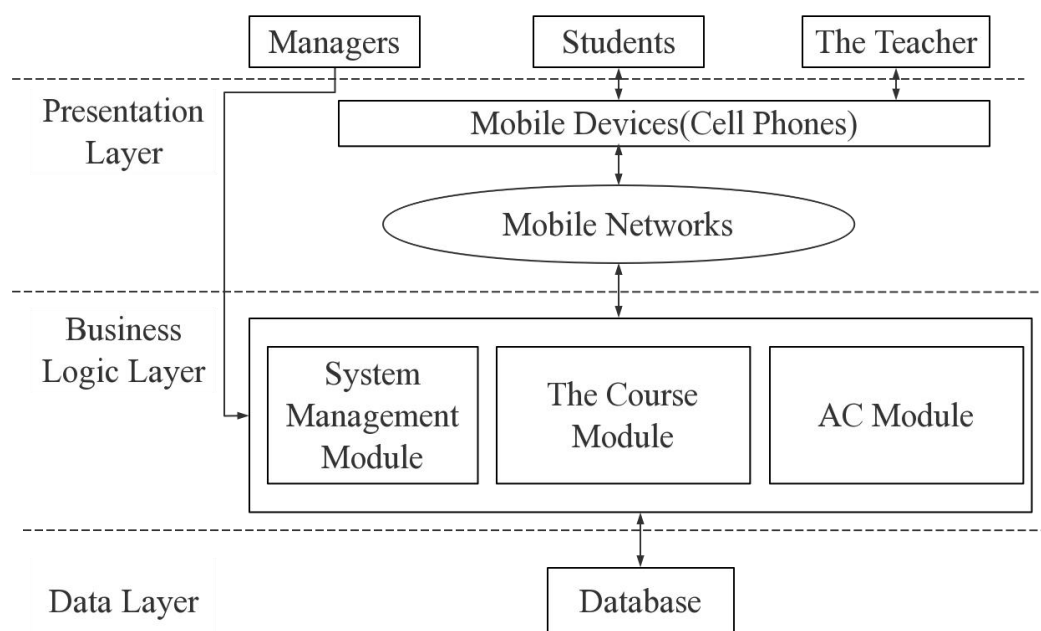 Managers
Students
The Teacher
Presentation
Layer
Mobile Devices(Cell Phones)
Mobile Networks
Business
Logic Layer
System
Management
Module
The Course
Module
AC Module
Data Layer
Database